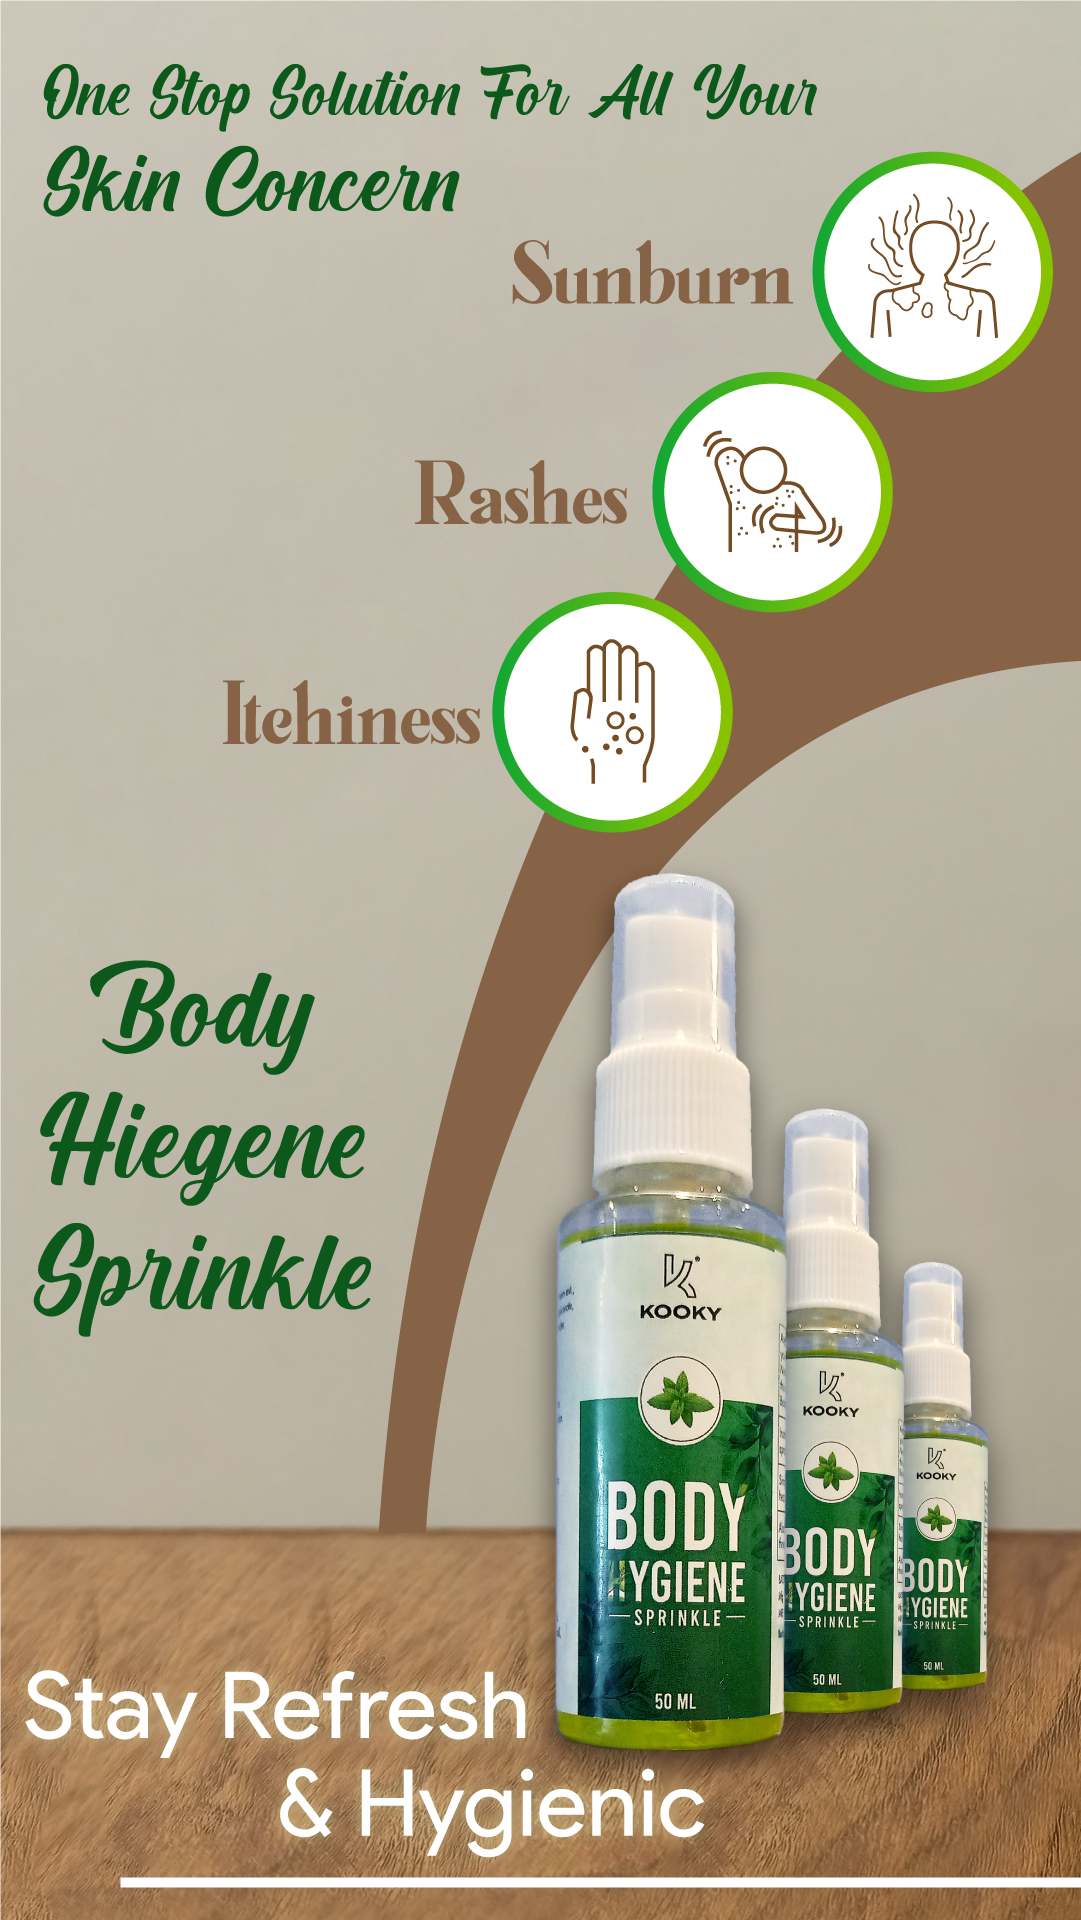 One Stop Solution For All Your
Skin Concern
Sunburn
Rashes
Itchiness
Body
Hiegene
Sprinkle
KOOKY
BODY
HYGIENE
SPRINKLE
50 ML
KOOKY
BODY
HYGIENE
SPRINKLE
50 ML
KOOKY
BODY
HYGIENE
SPRINKLE
50 ML
Stay Refresh
& Hygienic